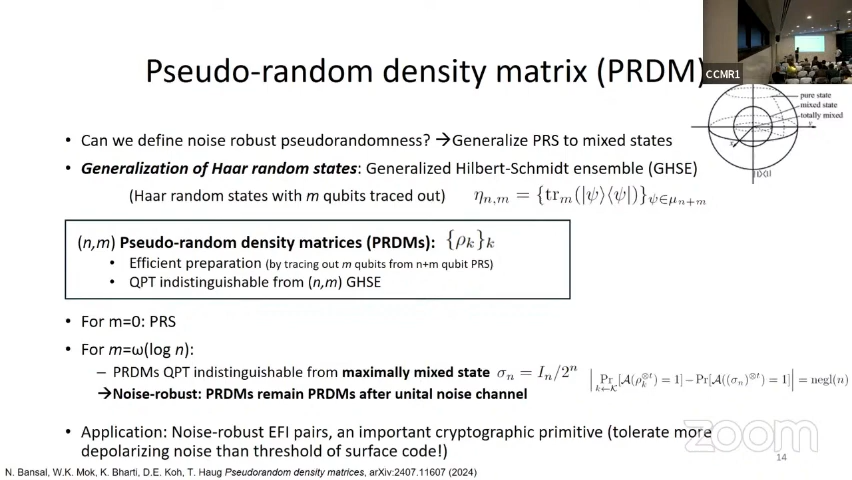 Pseudo-random density matrix (PRDM)
CCMR1
pure state
mixed state
totally mixed
y
x
• Can we define noise robust pseudorandomness? →Generalize PRS to mixed states
• Generalization of Haar random states: Generalized Hilbert-Schmidt ensemble (GHSE)
(Haar random states with m qubits traced out) η_{n,m} = {tr_m(|ψ⟩⟨ψ|)}_{ψ∈μ_{n+m}}
(n,m) Pseudo-random density matrices (PRDMs): {ρ_k}_k
• Efficient preparation (by tracing out m qubits from n+m qubit PRS)
• QPT indistinguishable from (n,m) GHSE
• For m=0: PRS
• For m=ω(log n):
– PRDMs QPT indistinguishable from maximally mixed state σ_n = I_n/2^n
|Pr_{k←K}[A(ρ_k^{⊗t}) = 1] − Pr[A((σ_n)^{⊗t}) = 1]| = negl(n)
→Noise-robust: PRDMs remain PRDMs after unital noise channel
• Application: Noise-robust EFI pairs, an important cryptographic primitive (tolerate more
depolarizing noise than threshold of surface code!)
zoom
14
N. Bansal, W.K. Mok, K. Bharti, D.E. Koh, T. Haug Pseudorandom density matrices, arXiv:2407.11607 (2024)